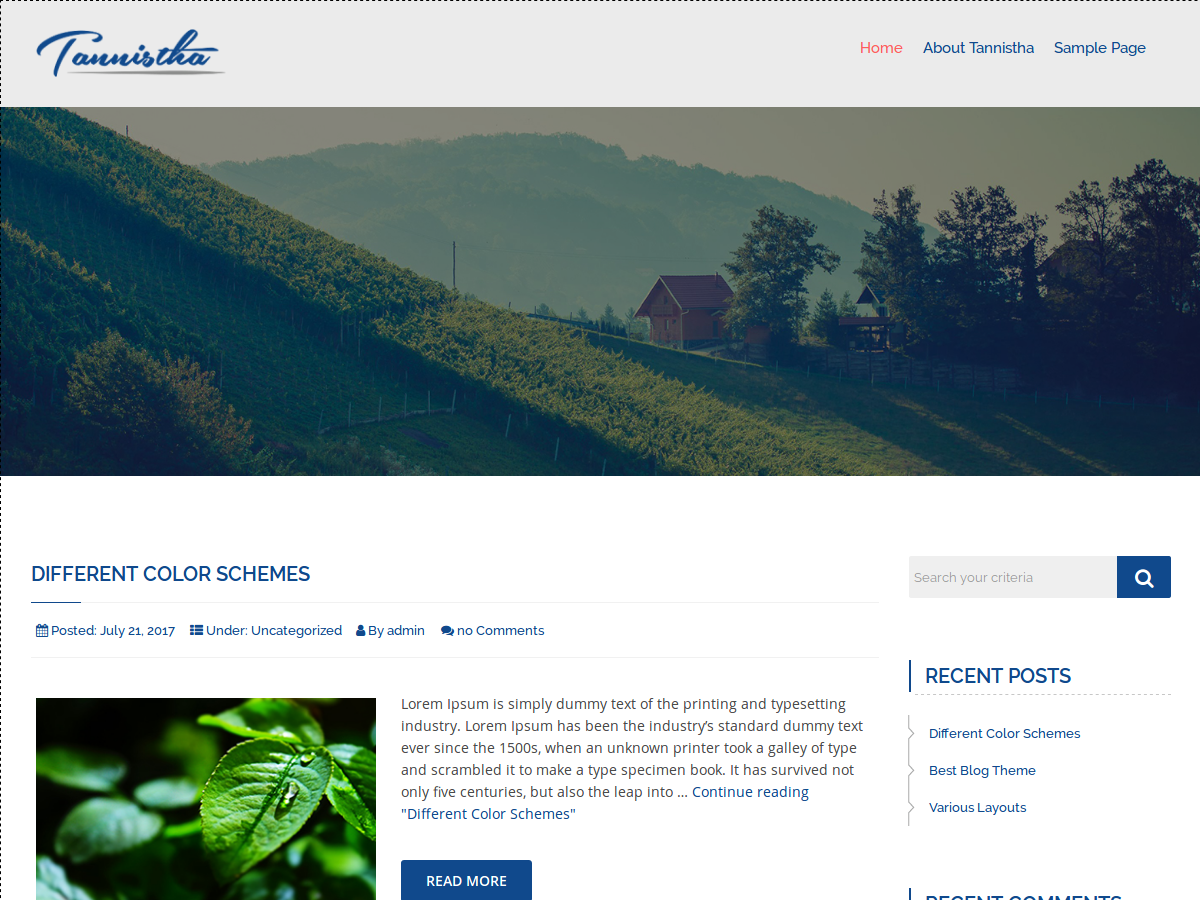 Tannistha
Home About Tannistha Sample Page
DIFFERENT COLOR SCHEMES
Posted: July 21, 2017 Under: Uncategorized By admin no Comments
Lorem Ipsum is simply dummy text of the printing and typesetting
industry. Lorem Ipsum has been the industry’s standard dummy text
ever since the 1500s, when an unknown printer took a galley of type
and scrambled it to make a type specimen book. It has survived not
only five centuries, but also the leap into … Continue reading
"Different Color Schemes"
READ MORE
Search your criteria
RECENT POSTS
Different Color Schemes
Best Blog Theme
Various Layouts
RECENT COMMENTS